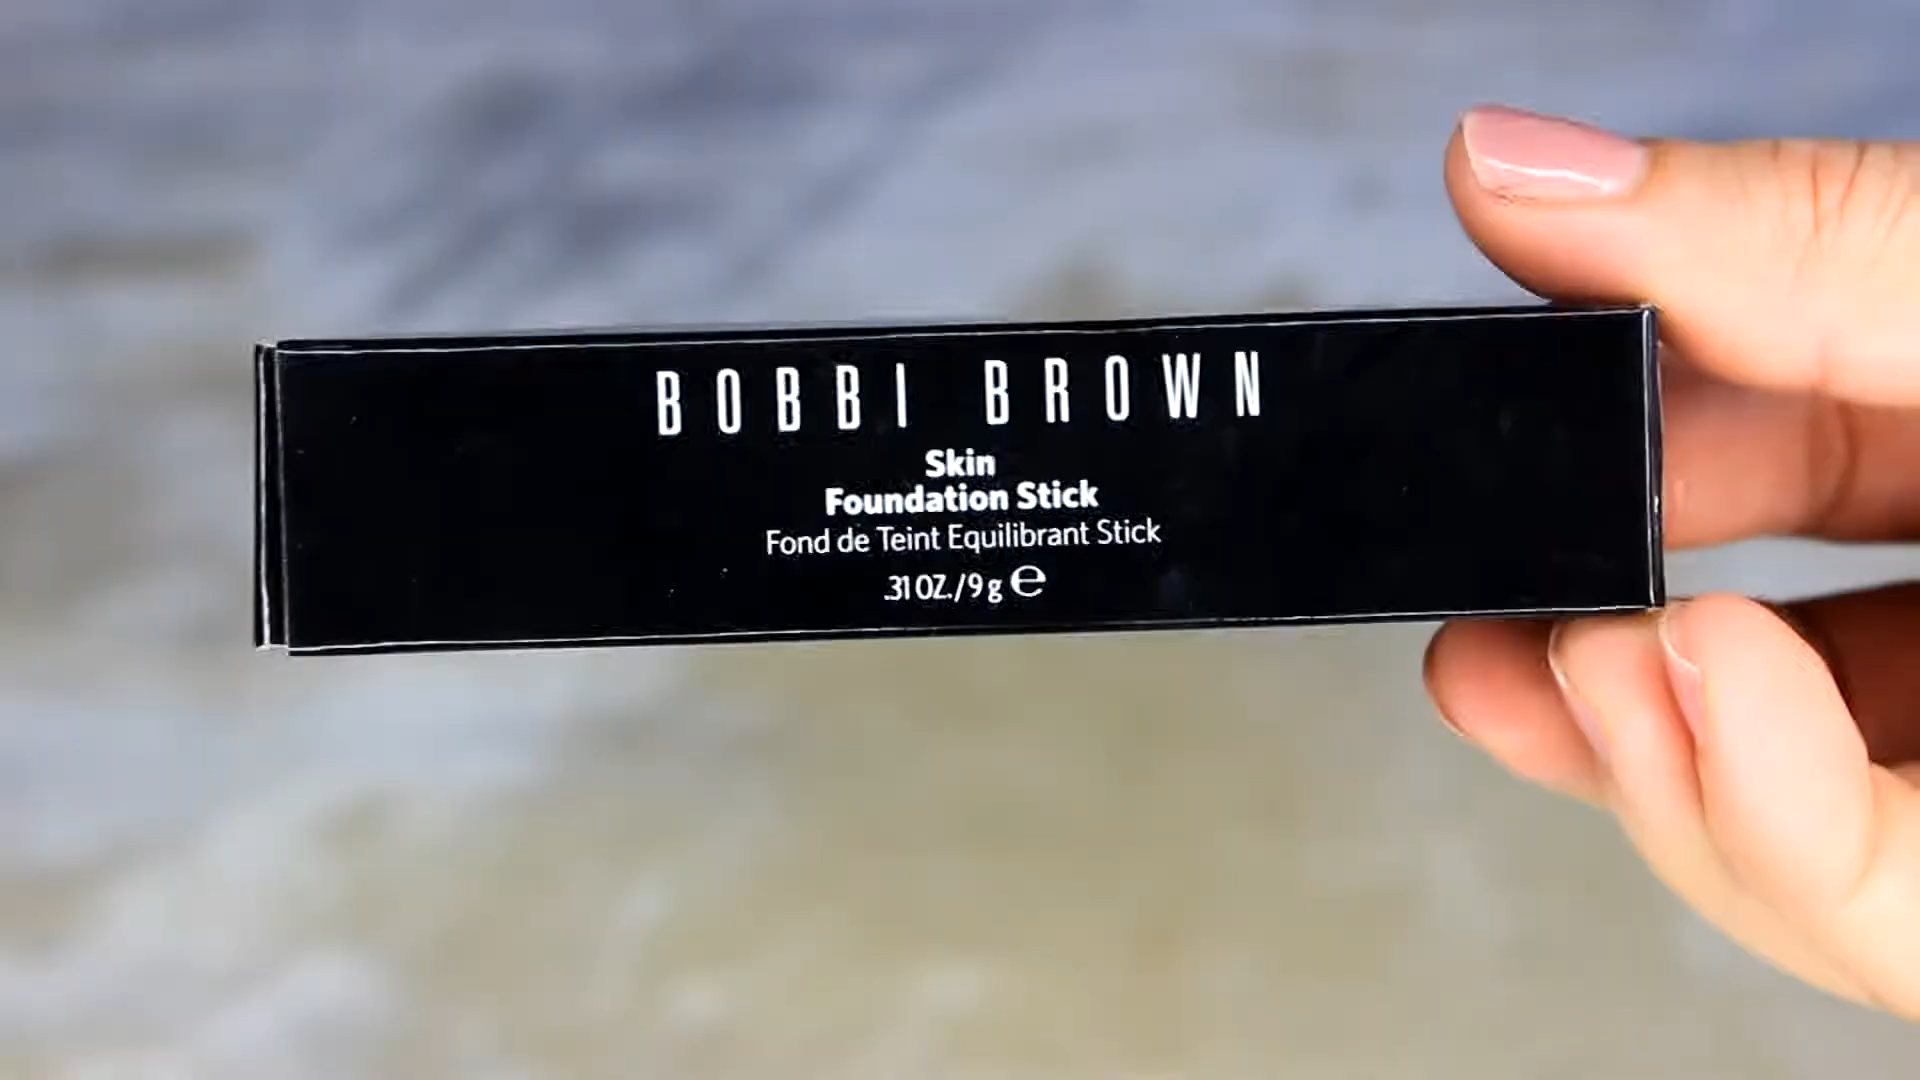 BOBBI BROWN
Skin
Foundation Stick
Fond de Teint Equilibrant Stick
.31 OZ./9 g ℮